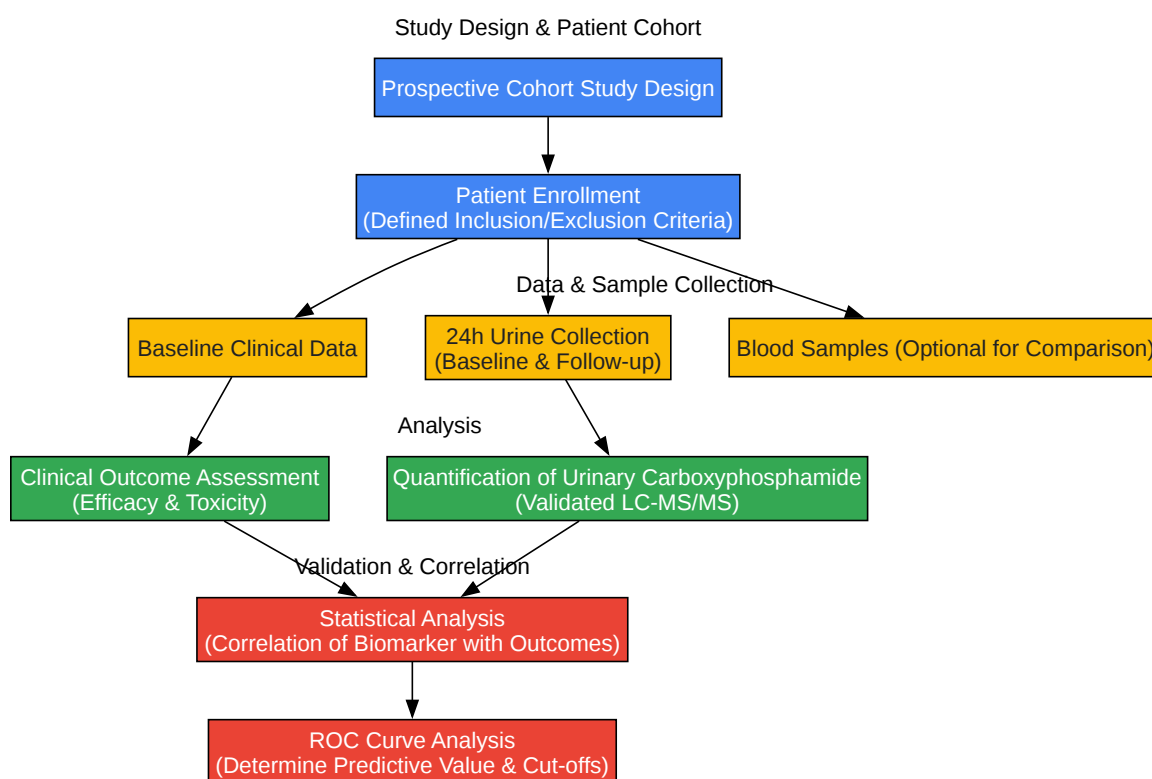 Study Design & Patient Cohort
Prospective Cohort Study Design
Patient Enrollment
(Defined Inclusion/Exclusion Criteria)
Data & Sample Collection
Baseline Clinical Data
24h Urine Collection
(Baseline & Follow-up)
Blood Samples (Optional for Comparison)
Analysis
Clinical Outcome Assessment
(Efficacy & Toxicity)
Quantification of Urinary Carboxyphosphamide
(Validated LC-MS/MS)
Validation & Correlation
Statistical Analysis
(Correlation of Biomarker with Outcomes)
ROC Curve Analysis
(Determine Predictive Value & Cut-offs)